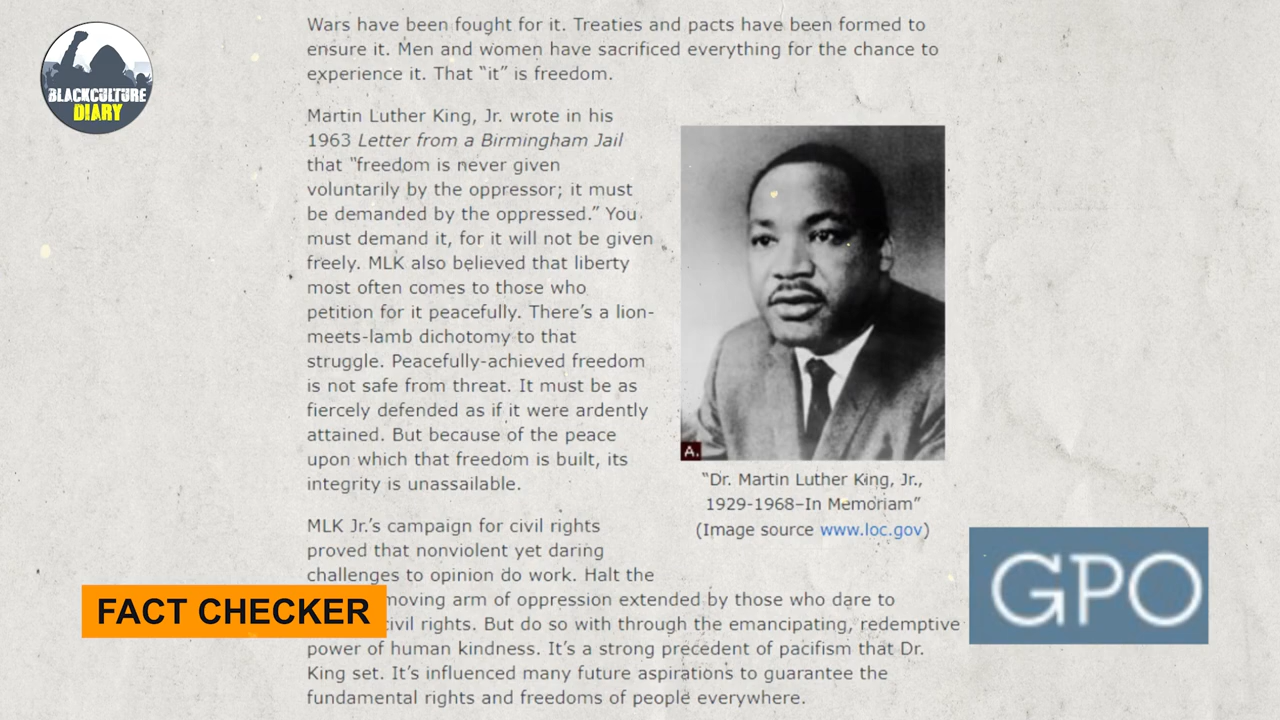 BLACKCULTURE
DIARY
Wars have been fought for it. Treaties and pacts have been formed to
ensure it. Men and women have sacrificed everything for the chance to
experience it. That “it” is freedom.
Martin Luther King, Jr. wrote in his
1963 Letter from a Birmingham Jail
that “freedom is never given
voluntarily by the oppressor; it must
be demanded by the oppressed.” You
must demand it, for it will not be given
freely. MLK also believed that liberty
most often comes to those who
petition for it peacefully. There’s a lion-
meets-lamb dichotomy to that
struggle. Peacefully-achieved freedom
is not safe from threat. It must be as
fiercely defended as if it were ardently
attained. But because of the peace
upon which that freedom is built, its
integrity is unassailable.
A.
“Dr. Martin Luther King, Jr.,
1929-1968–In Memoriam”
(Image source www.loc.gov)
MLK Jr.’s campaign for civil rights
proved that nonviolent yet daring
challenges to opinion do work. Halt the
moving arm of oppression extended by those who dare to
civil rights. But do so with through the emancipating, redemptive
power of human kindness. It’s a strong precedent of pacifism that Dr.
King set. It’s influenced many future aspirations to guarantee the
fundamental rights and freedoms of people everywhere.
FACT CHECKER
GPO